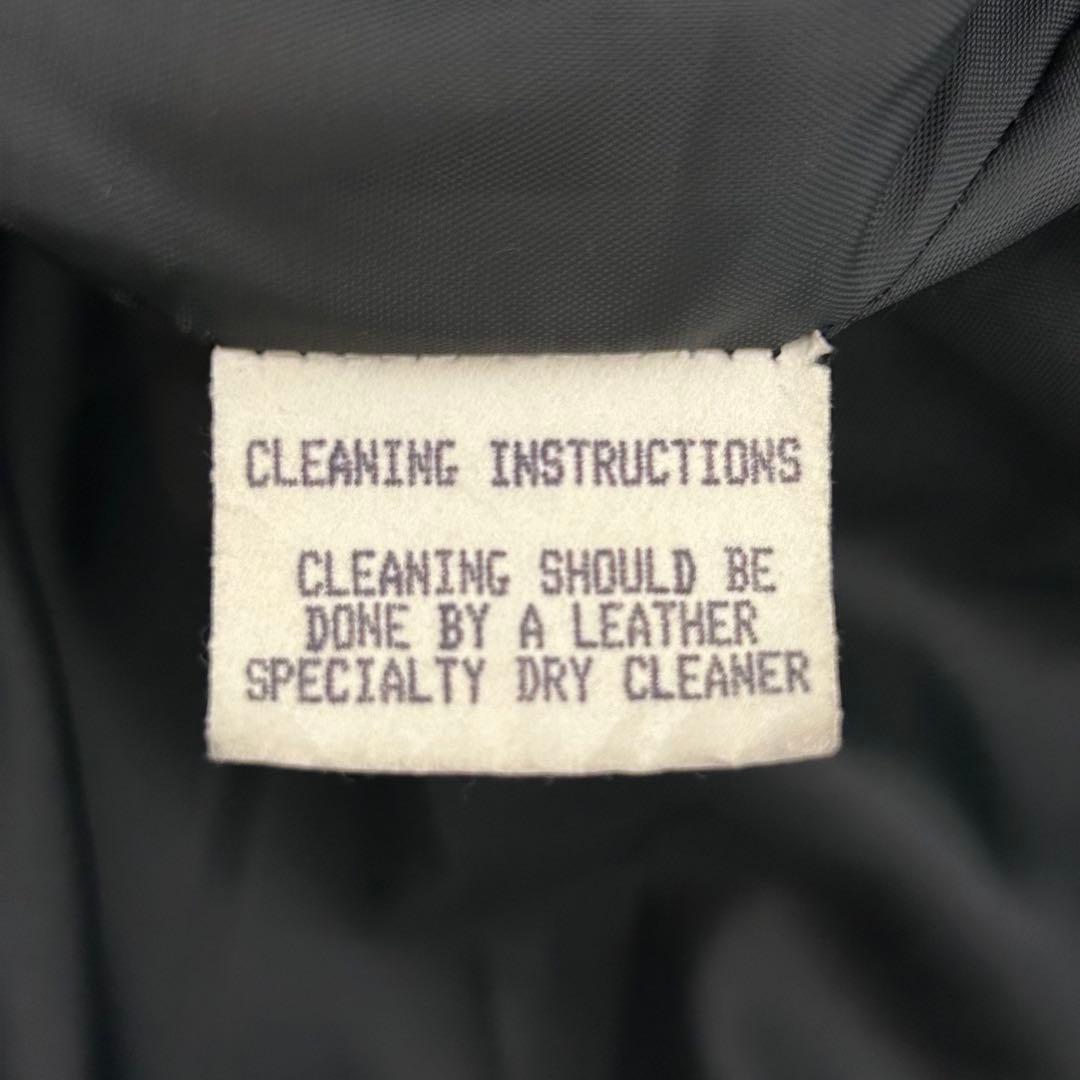 CLEANING INSTRUCTIONS
CLEANING SHOULD BE
DONE BY A LEATHER
SPECIALTY DRY CLEANER